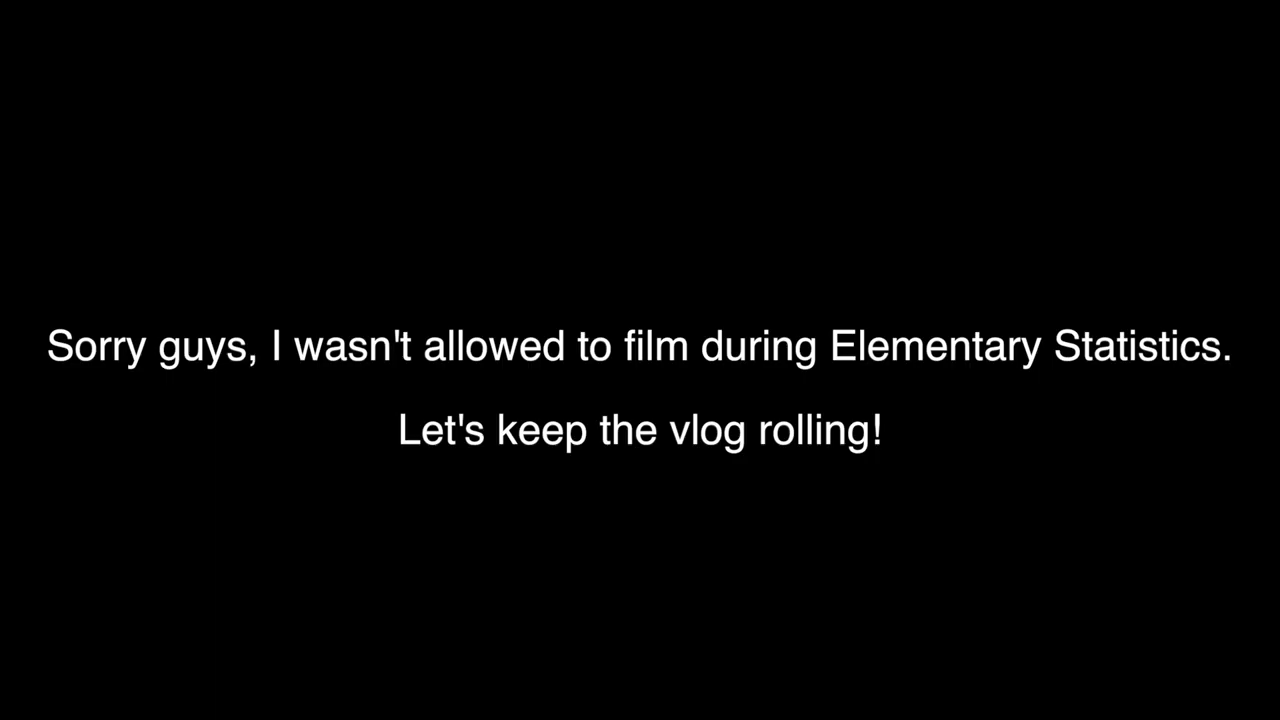 Sorry guys, I wasn't allowed to film during Elementary Statistics.
Let's keep the vlog rolling!